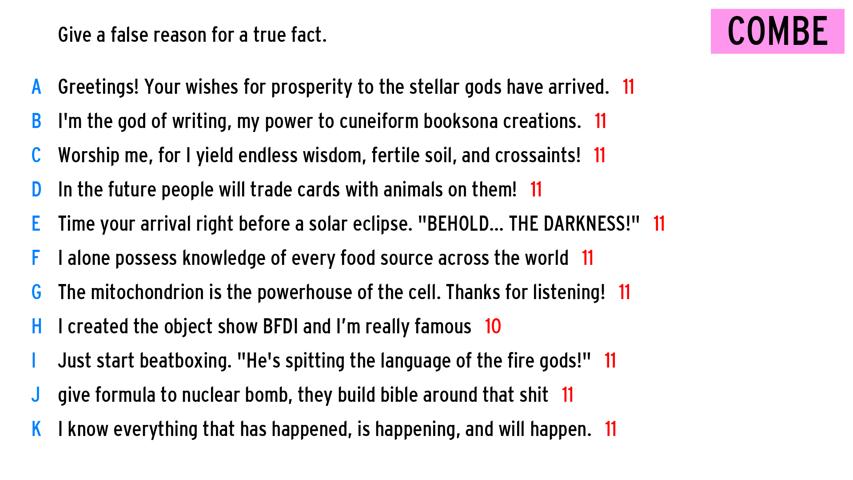 Give a false reason for a true fact.
COMBE
A Greetings! Your wishes for prosperity to the stellar gods have arrived. 11
B I'm the god of writing, my power to cuneiform booksona creations. 11
C Worship me, for I yield endless wisdom, fertile soil, and crossaints! 11
D In the future people will trade cards with animals on them! 11
E Time your arrival right before a solar eclipse. "BEHOLD... THE DARKNESS!" 11
F I alone possess knowledge of every food source across the world 11
G The mitochondrion is the powerhouse of the cell. Thanks for listening! 11
H I created the object show BFDI and I’m really famous 10
I Just start beatboxing. "He's spitting the language of the fire gods!" 11
J give formula to nuclear bomb, they build bible around that shit 11
K I know everything that has happened, is happening, and will happen. 11